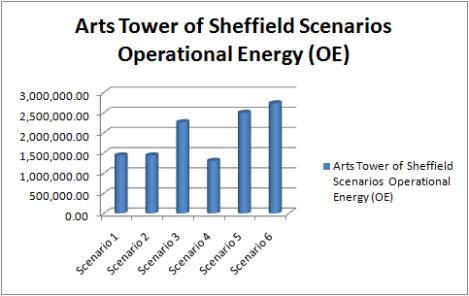 Arts Tower of Sheffield Scenarios
Operational Energy (OE)
3,000,000.00
2,500,000.00
2,000,000.00
1,500,000.00
1,000,000.00
500,000.00
0.00
Scenario 1
Scenario 2
Scenario 3
Scenario 4
Scenario 5
Scenario 6
Arts Tower of Sheffield
Scenarios Operational
Energy (OE)